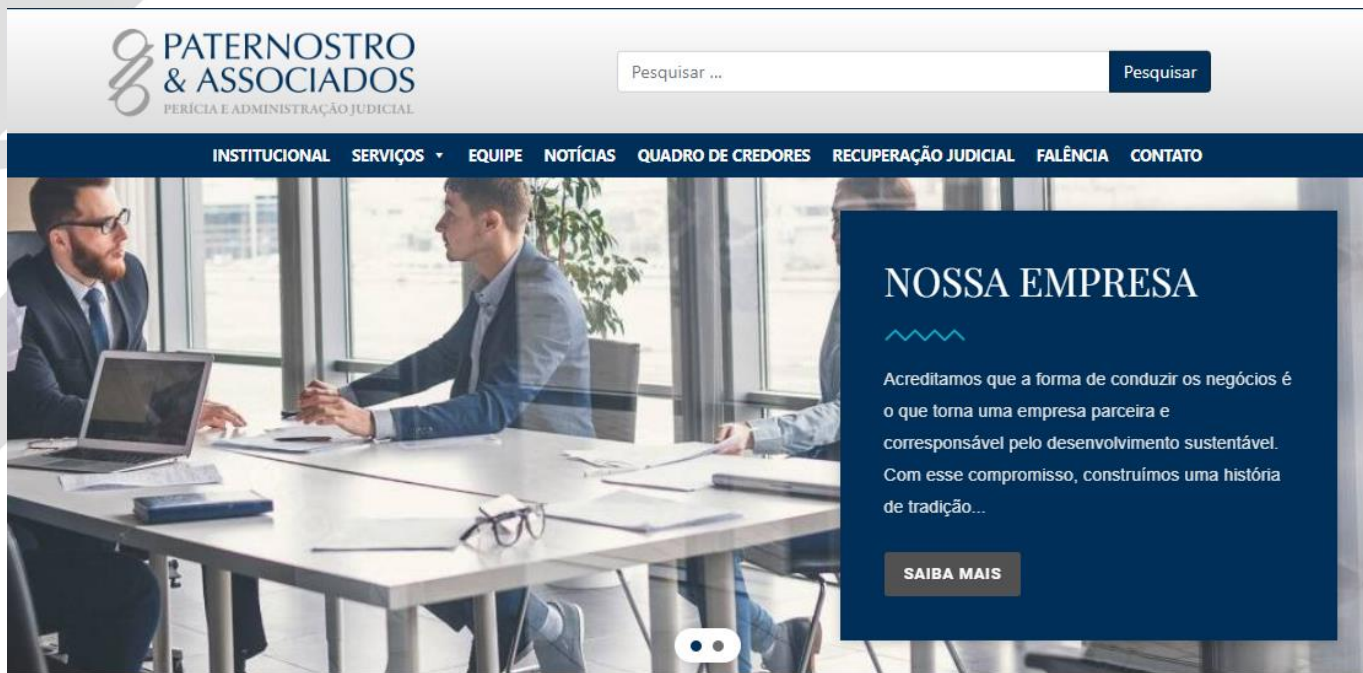 PATERNOSTRO
& ASSOCIADOS
PERÍCIA E ADMINISTRAÇÃO JUDICIAL
Pesquisar ...
Pesquisar
INSTITUCIONAL SERVIÇOS EQUIPE NOTÍCIAS QUADRO DE CREDORES RECUPERAÇÃO JUDICIAL FALÊNCIA CONTATO
NOSSA EMPRESA
Acreditamos que a forma de conduzir os negócios é
o que torna uma empresa parceira e
corresponsável pelo desenvolvimento sustentável.
Com esse compromisso, construímos uma história
de tradição...
SAIBA MAIS